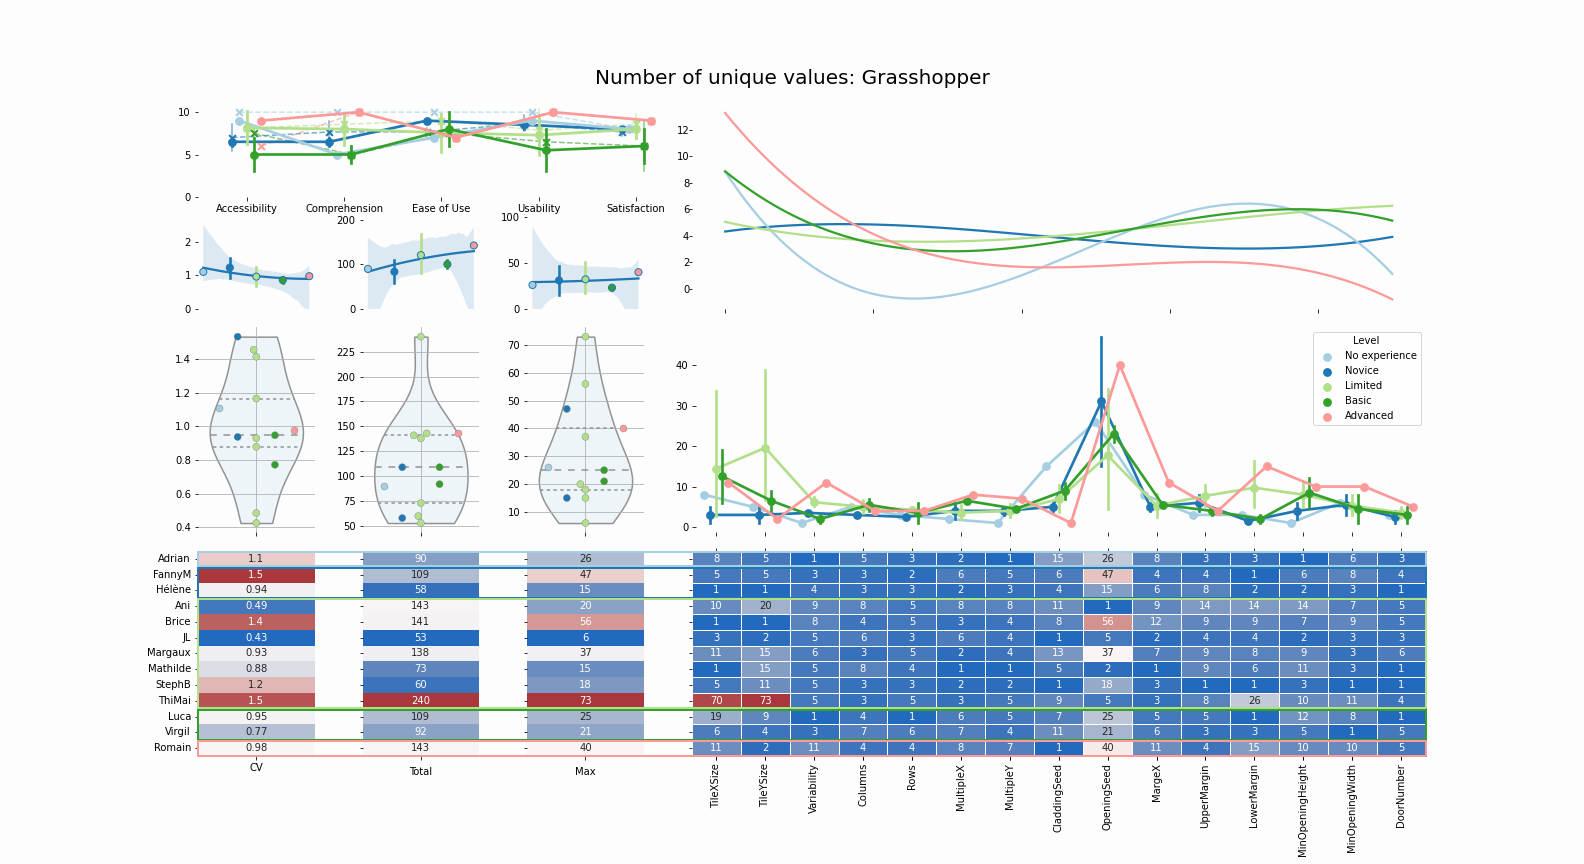 Number of unique values: Grasshopper
10
5
0
Accessibility Comprehension Ease of Use Usability Satisfaction
12
10
8
6
4
2
0
2
1
0
200
100
0
100
50
0
1.4
1.2
1.0
0.8
0.6
0.4
225
200
175
150
125
100
75
50
70
60
50
40
30
20
10
40
30
20
10
0
Level
No experience
Novice
Limited
Basic
Advanced
Adrian 1.1 90 26 8 5 1 5 3 2 1 15 26 8 3 3 1 6 3
FannyM 1.5 109 47 5 5 3 3 2 6 5 6 47 4 4 1 6 8 4
Hélène 0.94 58 15 1 1 4 3 3 2 3 4 15 6 8 2 2 3 1
Ani 0.49 143 20 10 20 9 8 5 8 8 11 1 9 14 14 14 7 5
Brice 1.4 141 56 1 1 8 4 5 3 4 8 56 12 9 9 7 9 5
JL 0.43 53 6 3 2 5 6 3 6 4 1 5 2 4 4 2 3 3
Margaux 0.93 138 37 11 15 6 3 5 2 4 13 37 7 9 8 9 3 6
Mathilde 0.88 73 15 1 15 5 8 4 1 1 5 2 1 9 6 11 3 1
StephB 1.2 60 18 5 11 5 3 3 2 2 1 18 3 1 1 3 1 1
ThiMai 1.5 240 73 70 73 5 3 5 3 5 9 5 3 8 26 10 11 4
Luca 0.95 109 25 19 9 1 4 1 6 5 7 25 5 5 1 12 8 1
Virgil 0.77 92 21 6 4 3 7 6 7 4 11 21 6 3 3 5 1 5
Romain 0.98 143 40 11 2 11 4 4 8 7 1 40 11 4 15 10 10 5
CV Total Max TileXSize TileYSize Variability Columns Rows MultipleX MultipleY CladdingSeed OpeningSeed MargeX UpperMargin LowerMargin MinOpeningHeight MinOpeningWidth DoorNumber